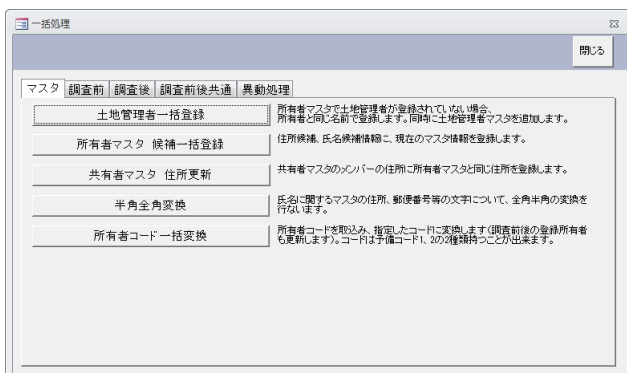 一括処理
閉じる
マスタ 調査前 調査後 調査前後共通 異動処理
土地管理者一括登録
所有者マスタで土地管理者が登録されていない場合、
所有者と同じ名前で登録します。同時に土地管理者マスタを追加します。
所有者マスタ 候補一括登録
住所候補、氏名候補情報に、現在のマスタ情報を登録します。
共有者マスタ 住所更新
共有者マスタのメンバーの住所に所有者マスタと同じ住所を登録します。
半角全角変換
氏名に関するマスタの住所、郵便番号等の文字について、全角半角の変換を
行ないます。
所有者コード一括変換
所有者コードを取込み、指定したコードに変換します(調査前後の登録所有者
も更新します)。コードは予備コード1、2の2種類持つことが出来ます。